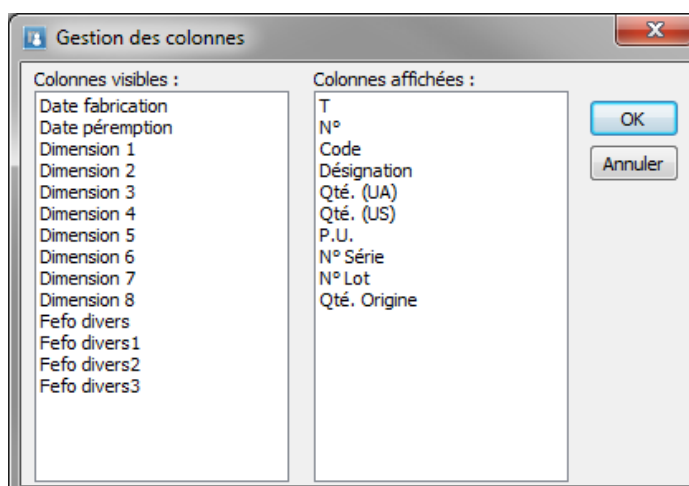 Gestion des colonnes
Colonnes visibles :
Date fabrication
Date péremption
Dimension 1
Dimension 2
Dimension 3
Dimension 4
Dimension 5
Dimension 6
Dimension 7
Dimension 8
Fefo divers
Fefo divers1
Fefo divers2
Fefo divers3
Colonnes affichées :
T
N°
Code
Désignation
Qté. (UA)
Qté. (US)
P.U.
N° Série
N° Lot
Qté. Origine
OK
Annuler